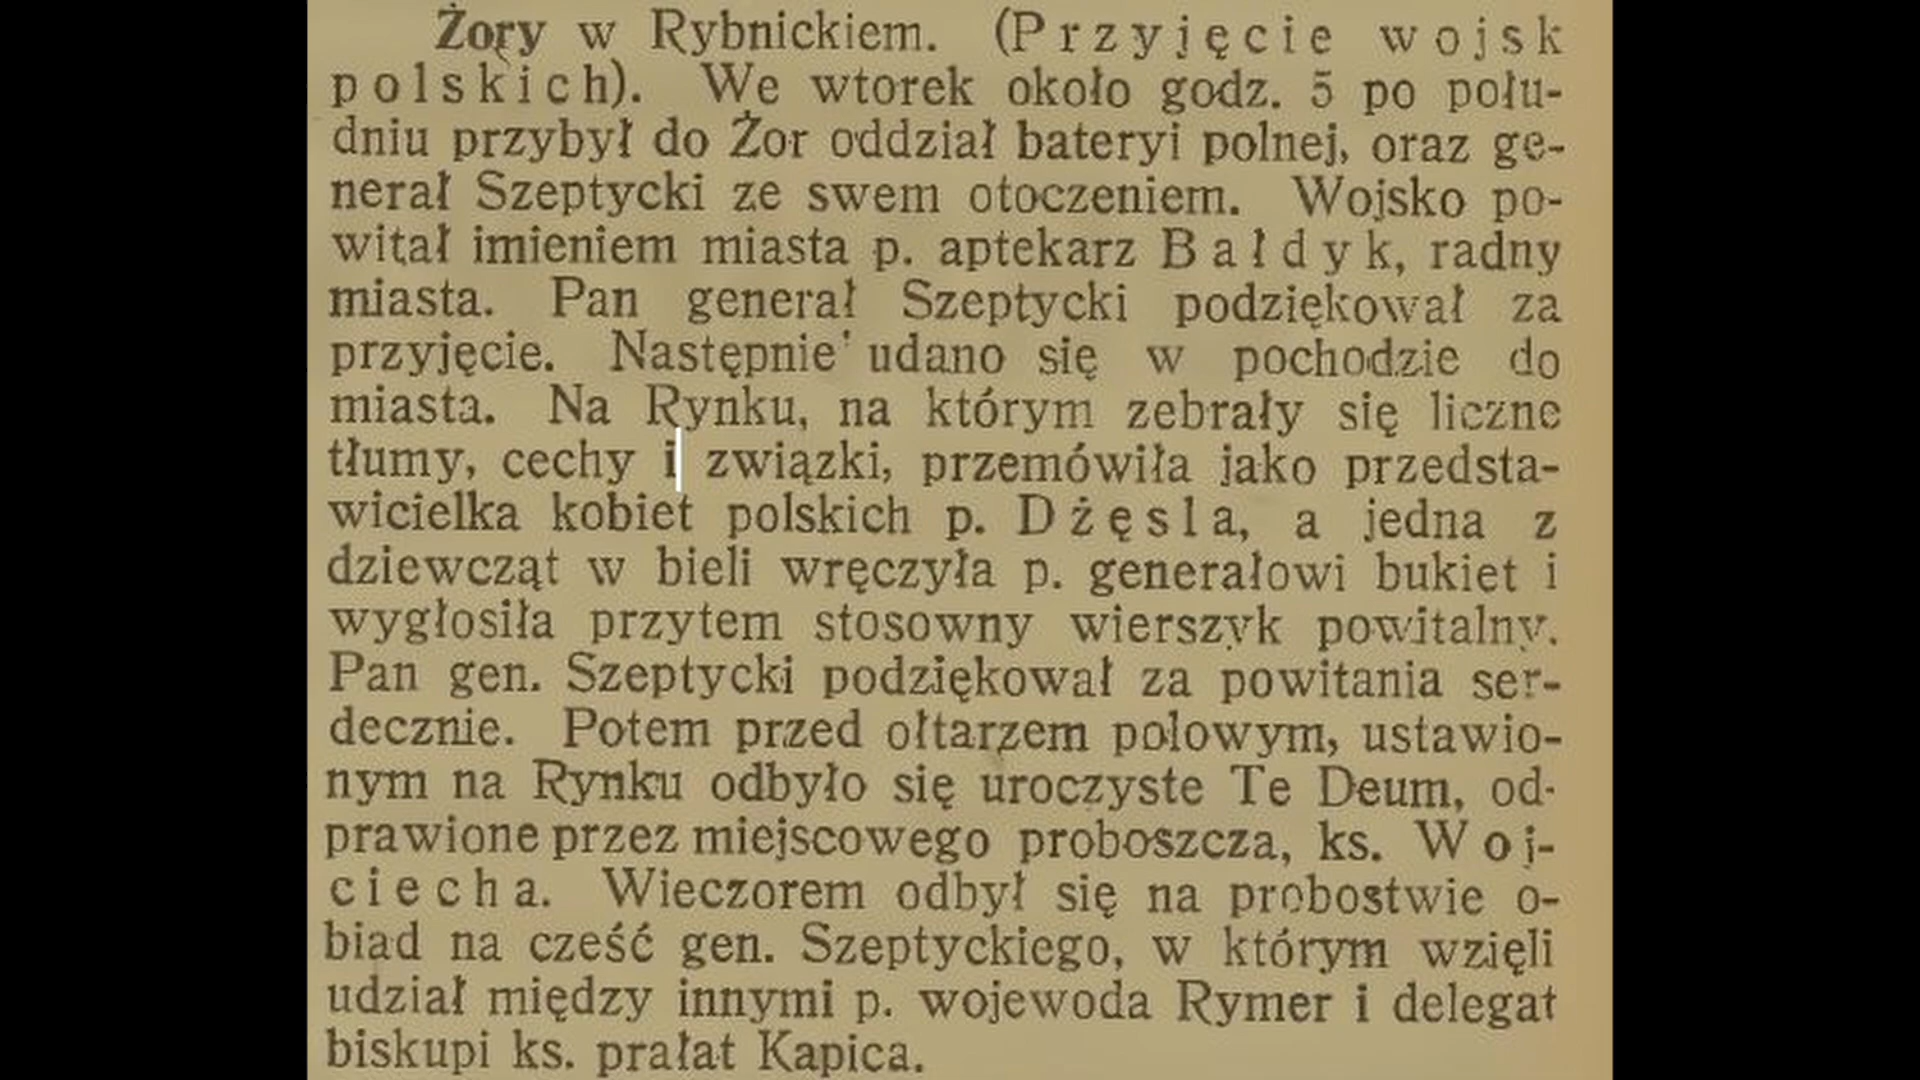 Żory w Rybnickiem. (Przyjęcie wojsk
polskich). We wtorek około godz. 5 po połu-
dniu przybył do Żor oddział bateryi polnej, oraz ge-
nerał Szeptycki ze swem otoczeniem. Wojsko po-
witał imieniem miasta p. aptekarz Bałdyk, radny
miasta. Pan generał Szeptycki podziękował za
przyjęcie. Następnie udano się w pochodzie do
miasta. Na Rynku, na którym zebrały się liczne
tłumy, cechy i związki, przemówiła jako przedsta-
wicielka kobiet polskich p. Dżęsla, a jedna z
dziewcząt w bieli wręczyła p. generałowi bukiet i
wygłosiła przytem stosowny wierszyk powitalny.
Pan gen. Szeptycki podziękował za powitania ser-
decznie. Potem przed ołtarzem polowym, ustawio-
nym na Rynku odbyło się uroczyste Te Deum, od-
prawione przez miejscowego proboszcza, ks. Woj-
ciecha. Wieczorem odbył się na probostwie o-
biad na cześć gen. Szeptyckiego, w którym wzięli
udział między innymi p. wojewoda Rymer i delegat
biskupi ks. prałat Kapica.